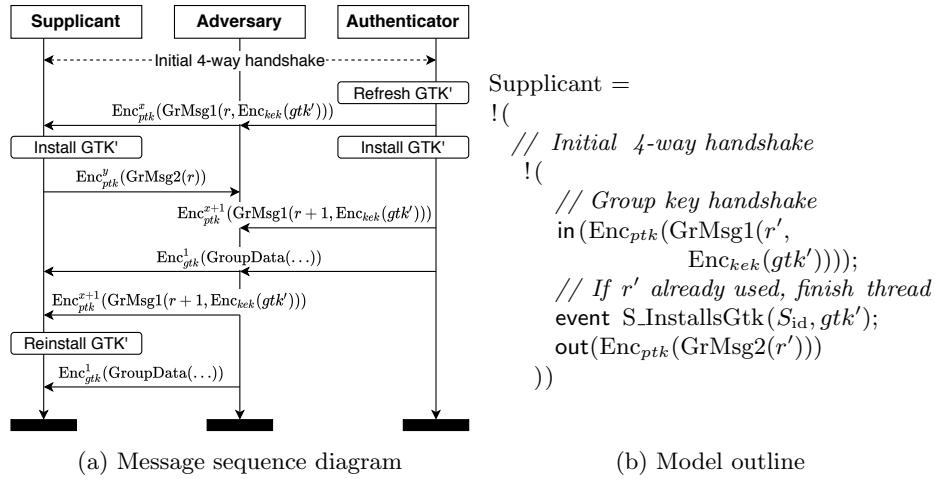 Supplicant
Adversary
Authenticator
Initial 4-way handshake
Refresh GTK'
Enc^x_ptk(GrMsg1(r, Enc_kek(gtk′)))
Install GTK'
Install GTK'
Enc^y_ptk(GrMsg2(r))
Enc^{x+1}_ptk(GrMsg1(r + 1, Enc_kek(gtk′)))
Enc^1_gtk(GroupData(...))
Enc^{x+1}_ptk(GrMsg1(r + 1, Enc_kek(gtk′)))
Reinstall GTK'
Enc^1_gtk(GroupData(...))
(a) Message sequence diagram
Supplicant =
!(
// Initial 4-way handshake
!(
// Group key handshake
in(Enc_ptk(GrMsg1(r′,
Enc_kek(gtk′))));
// If r′ already used, finish thread
event S_InstallsGtk(S_id, gtk′);
out(Enc_ptk(GrMsg2(r′)))
))
(b) Model outline